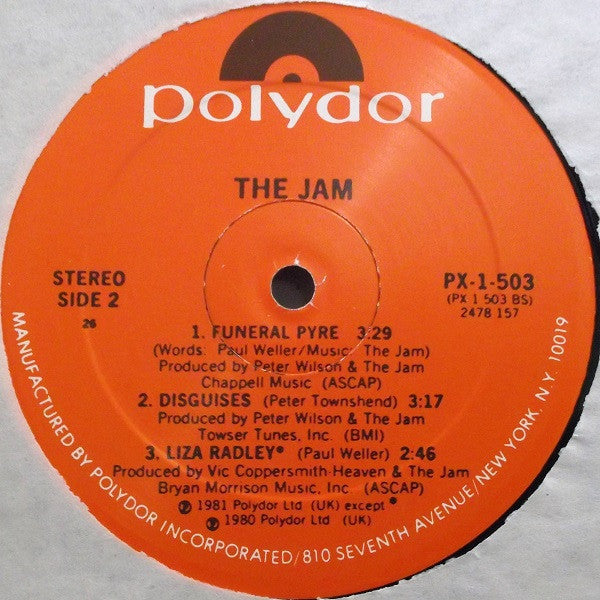 polydor
THE JAM
STEREO
SIDE 2
26
PX-1-503
(PX 1 503 BS)
2478 157
1. FUNERAL PYRE 3:29
(Words: Paul Weller/Music: The Jam)
Produced by Peter Wilson & The Jam
Chappell Music (ASCAP)
2. DISGUISES (Peter Townshend) 3:17
Produced by Peter Wilson & The Jam
Towser Tunes, Inc. (BMI)
3. LIZA RADLEY* (Paul Weller) 2:46
Produced by Vic Coppersmith-Heaven & The Jam
Bryan Morrison Music, Inc. (ASCAP)
℗ 1981 Polydor Ltd (UK) except*
℗ 1980 Polydor Ltd (UK)
MANUFACTURED BY POLYDOR INCORPORATED/810 SEVENTH AVENUE/NEW YORK, N.Y. 10019